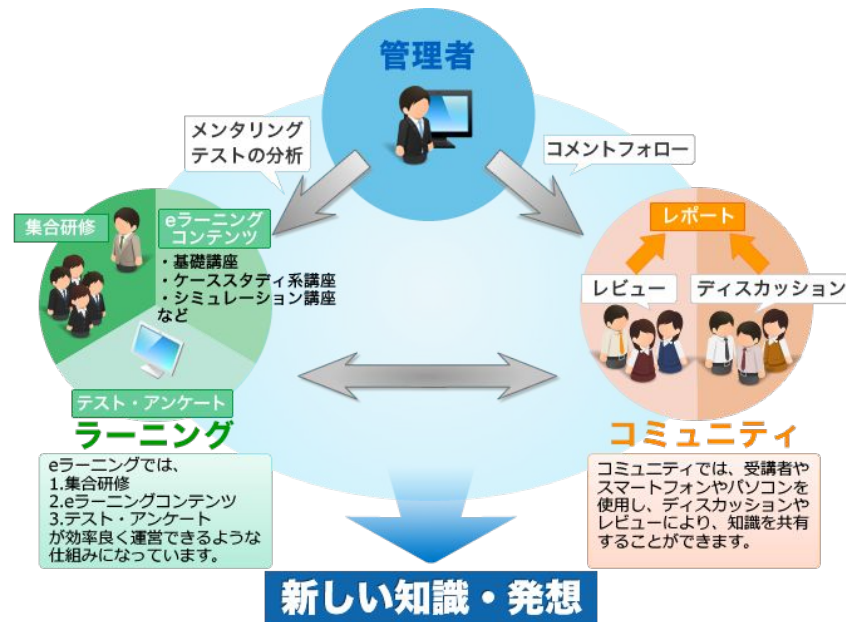 管理者
メンタリング
テストの分析
コメントフォロー
集合研修
eラーニング
コンテンツ
・基礎講座
・ケーススタディ系講座
・シミュレーション講座
など
テスト・アンケート
ラーニング
eラーニングでは、
1.集合研修
2.eラーニングコンテンツ
3.テスト・アンケート
が効率良く運営できるような
仕組みになっています。
レポート
レビュー
ディスカッション
コミュニティ
コミュニティでは、受講者や
スマートフォンやパソコンを
使用し、ディスカッションや
レビューにより、知識を共有
することができます。
新しい知識・発想